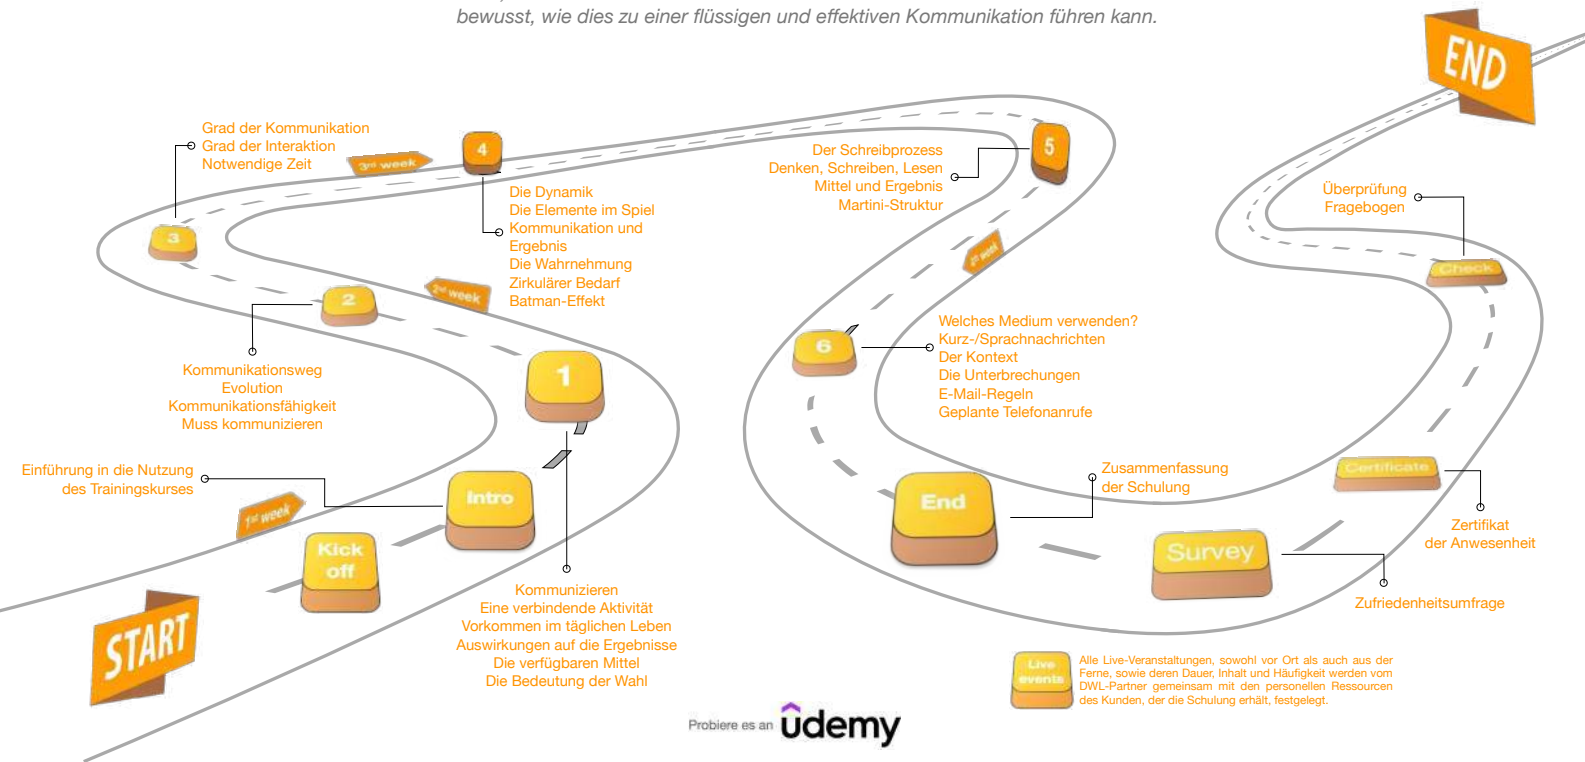 bewusst, wie dies zu einer flüssigen und effektiven Kommunikation führen kann.
START
Kick
off
1st week
Einführung in die Nutzung
des Trainingskurses
Intro
1
Kommunizieren
Eine verbindende Aktivität
Vorkommen im täglichen Leben
Auswirkungen auf die Ergebnisse
Die verfügbaren Mittel
Die Bedeutung der Wahl
2nd week
2
Kommunikationsweg
Evolution
Kommunikationsfähigkeit
Muss kommunizieren
3
Grad der Kommunikation
Grad der Interaktion
Notwendige Zeit
3rd week
4
Die Dynamik
Die Elemente im Spiel
Kommunikation und
Ergebnis
Die Wahrnehmung
Zirkulärer Bedarf
Batman-Effekt
5
Der Schreibprozess
Denken, Schreiben, Lesen
Mittel und Ergebnis
Martini-Struktur
week
6
Welches Medium verwenden?
Kurz-/Sprachnachrichten
Der Kontext
Die Unterbrechungen
E-Mail-Regeln
Geplante Telefonanrufe
End
Zusammenfassung
der Schulung
Survey
Zufriedenheitsumfrage
Certificate
Zertifikat
der Anwesenheit
Check
Überprüfung
Fragebogen
END
Live
events
Alle Live-Veranstaltungen, sowohl vor Ort als auch aus der
Ferne, sowie deren Dauer, Inhalt und Häufigkeit werden vom
DWL-Partner gemeinsam mit den personellen Ressourcen
des Kunden, der die Schulung erhält, festgelegt.
Probiere es an ûdemy